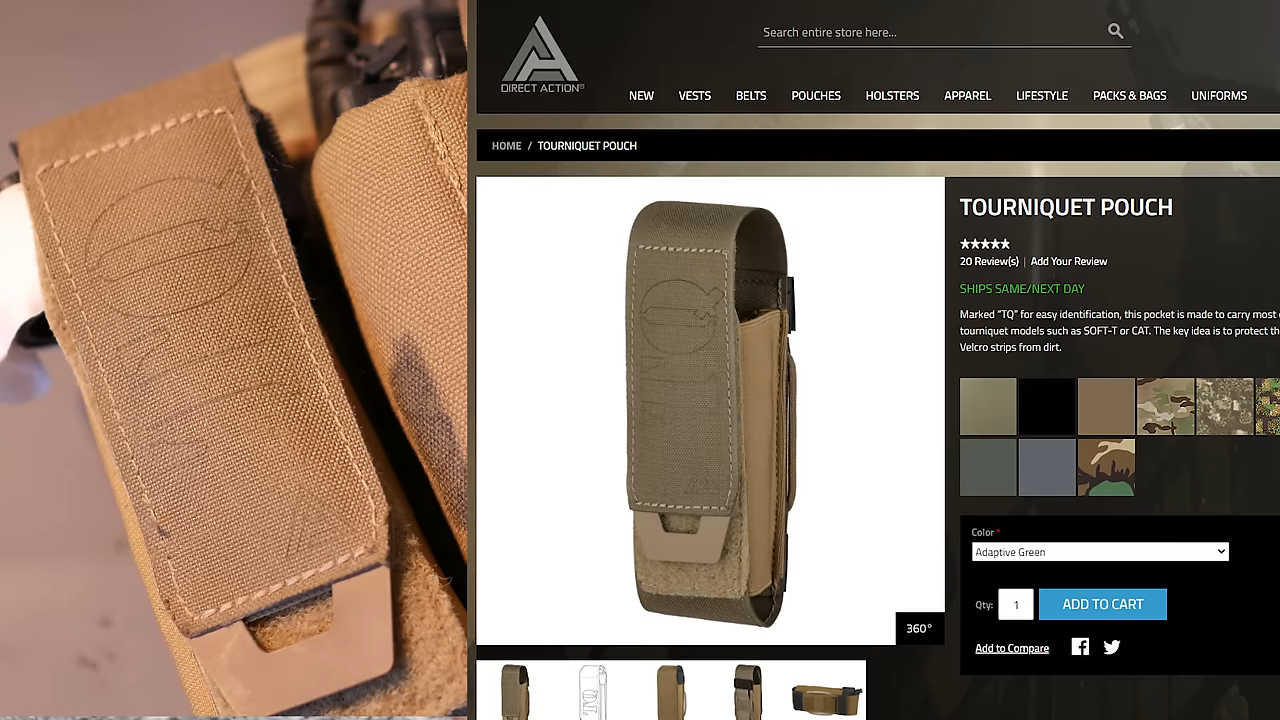 TQ
DIRECT ACTION®
Search entire store here...
NEW VESTS BELTS POUCHES HOLSTERS APPAREL LIFESTYLE PACKS & BAGS UNIFORMS
HOME / TOURNIQUET POUCH
TQ
360°
TQ
TOURNIQUET POUCH
20 Review(s) | Add Your Review
SHIPS SAME/NEXT DAY
Marked “TQ” for easy identification, this pocket is made to carry most
tourniquet models such as SOFT-T or CAT. The key idea is to protect
Velcro strips from dirt.
Color *
Adaptive Green
Qty: 1 ADD TO CART
Add to Compare